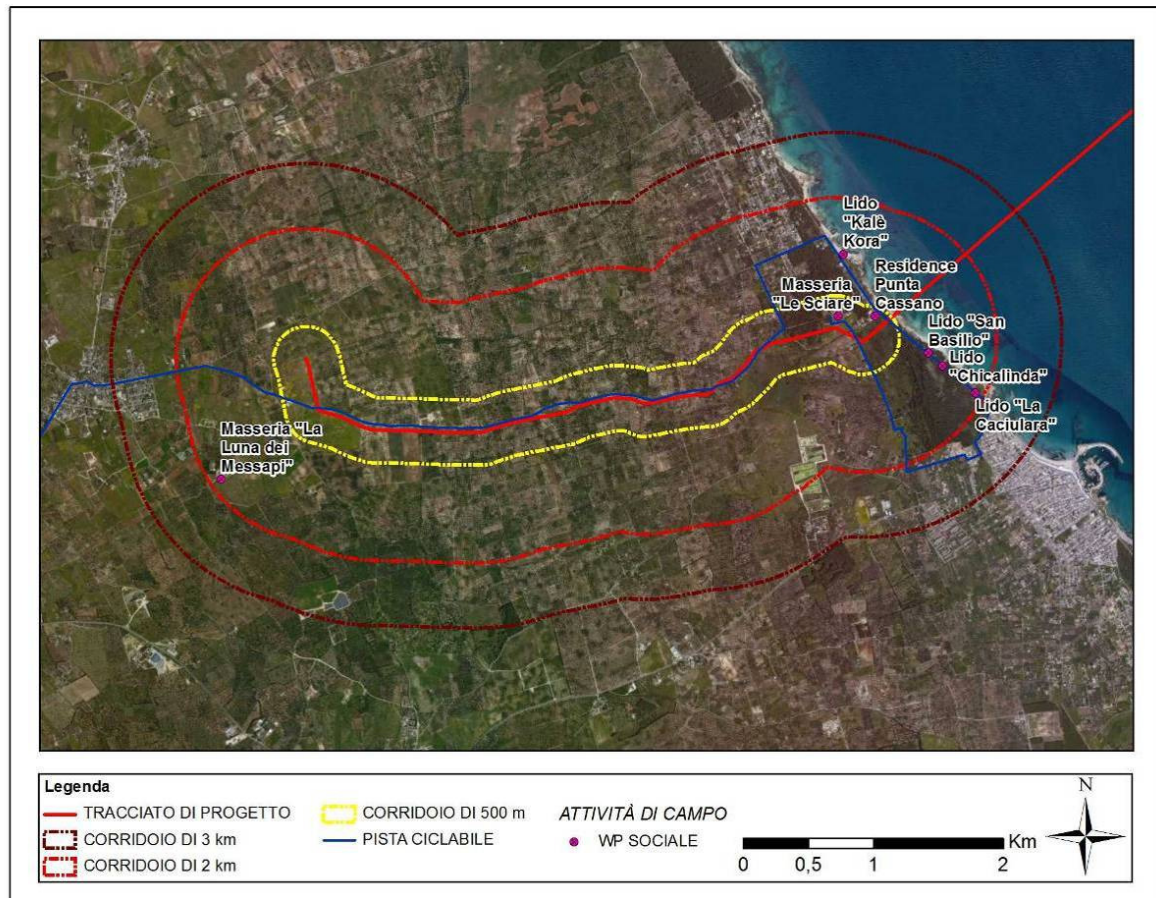 Lido
"Kalè
Kora"
Residence
Punta
Cassano
Masseria
"Le Sciare"
Lido "San
Basilio"
Lido
"Chicalinda"
Lido "La
Caciulara"
Masseria "La
Luna dei
Messapi"
Legenda
TRACCIATO DI PROGETTO
CORRIDOIO DI 3 km
CORRIDOIO DI 2 km
CORRIDOIO DI 500 m
PISTA CICLABILE
ATTIVITÀ DI CAMPO
WP SOCIALE
Km
0 0,5 1 2
N